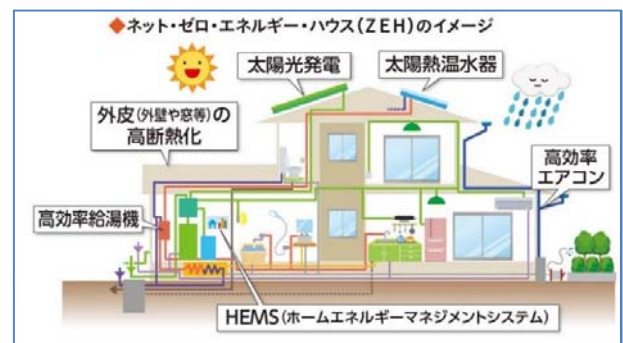 ◆ネット・ゼロ・エネルギー・ハウス(ZEH)のイメージ
太陽光発電
太陽熱温水器
外皮(外壁や窓等)の
高断熱化
高効率
エアコン
高効率給湯機
HEMS(ホームエネルギーマネジメントシステム)